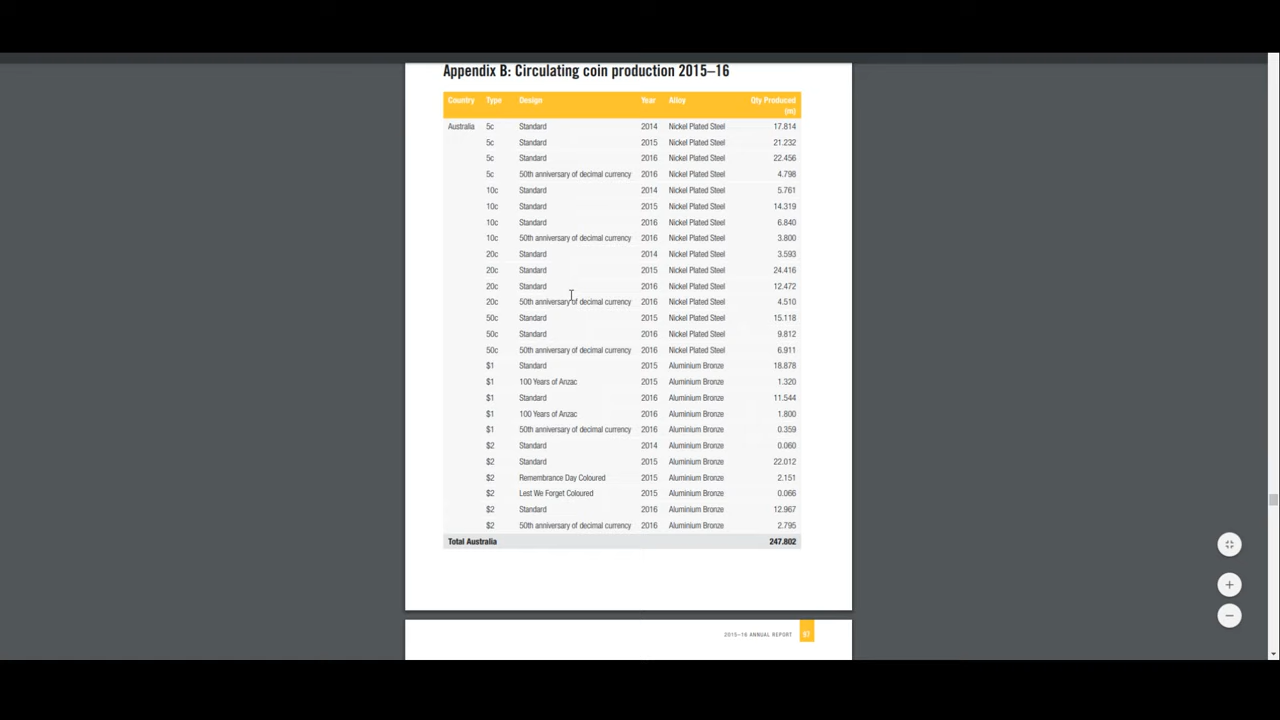 Appendix B: Circulating coin production 2015–16
Country Type Design Year Alloy Qty Produced (m)
Australia 5c Standard 2014 Nickel Plated Steel 17.814
5c Standard 2015 Nickel Plated Steel 21.232
5c Standard 2016 Nickel Plated Steel 22.456
5c 50th anniversary of decimal currency 2016 Nickel Plated Steel 4.798
10c Standard 2014 Nickel Plated Steel 5.761
10c Standard 2015 Nickel Plated Steel 14.319
10c Standard 2016 Nickel Plated Steel 6.840
10c 50th anniversary of decimal currency 2016 Nickel Plated Steel 3.800
20c Standard 2014 Nickel Plated Steel 3.593
20c Standard 2015 Nickel Plated Steel 24.416
20c Standard 2016 Nickel Plated Steel 12.472
20c 50th anniversary of decimal currency 2016 Nickel Plated Steel 4.510
50c Standard 2015 Nickel Plated Steel 15.118
50c Standard 2016 Nickel Plated Steel 9.812
50c 50th anniversary of decimal currency 2016 Nickel Plated Steel 6.911
$1 Standard 2015 Aluminium Bronze 18.878
$1 100 Years of Anzac 2015 Aluminium Bronze 1.320
$1 Standard 2016 Aluminium Bronze 11.544
$1 100 Years of Anzac 2016 Aluminium Bronze 1.800
$1 50th anniversary of decimal currency 2016 Aluminium Bronze 0.359
$2 Standard 2014 Aluminium Bronze 0.060
$2 Standard 2015 Aluminium Bronze 22.012
$2 Remembrance Day Coloured 2015 Aluminium Bronze 2.151
$2 Lest We Forget Coloured 2015 Aluminium Bronze 0.066
$2 Standard 2016 Aluminium Bronze 12.967
$2 50th anniversary of decimal currency 2016 Aluminium Bronze 2.795
Total Australia 247.802
2015–16 ANNUAL REPORT 87